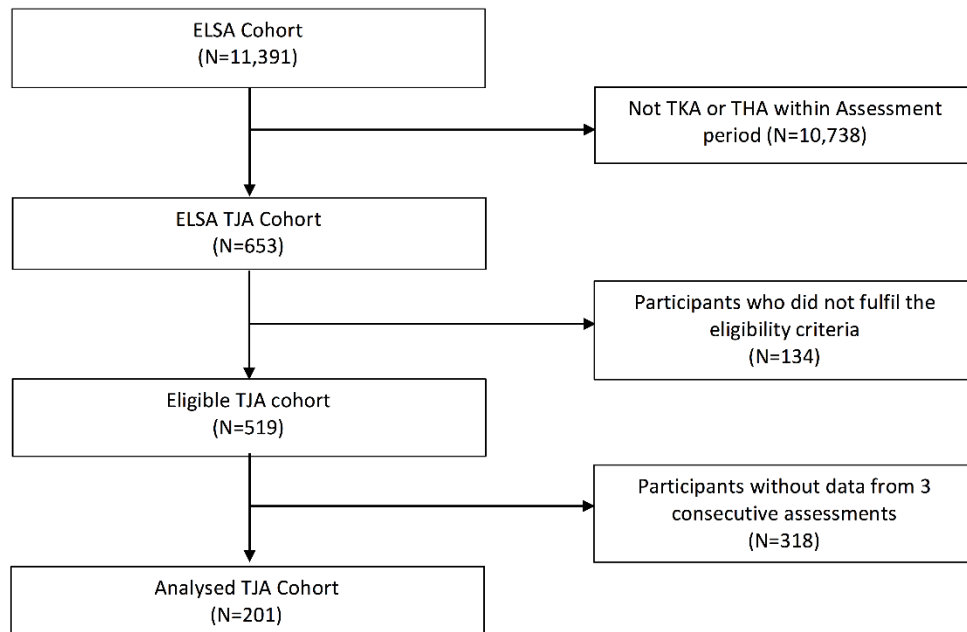 ELSA Cohort
(N=11,391)
Not TKA or THA within Assessment
period (N=10,738)
ELSA TJA Cohort
(N=653)
Participants who did not fulfil the
eligibility criteria
(N=134)
Eligible TJA cohort
(N=519)
Participants without data from 3
consecutive assessments
(N=318)
Analysed TJA Cohort
(N=201)